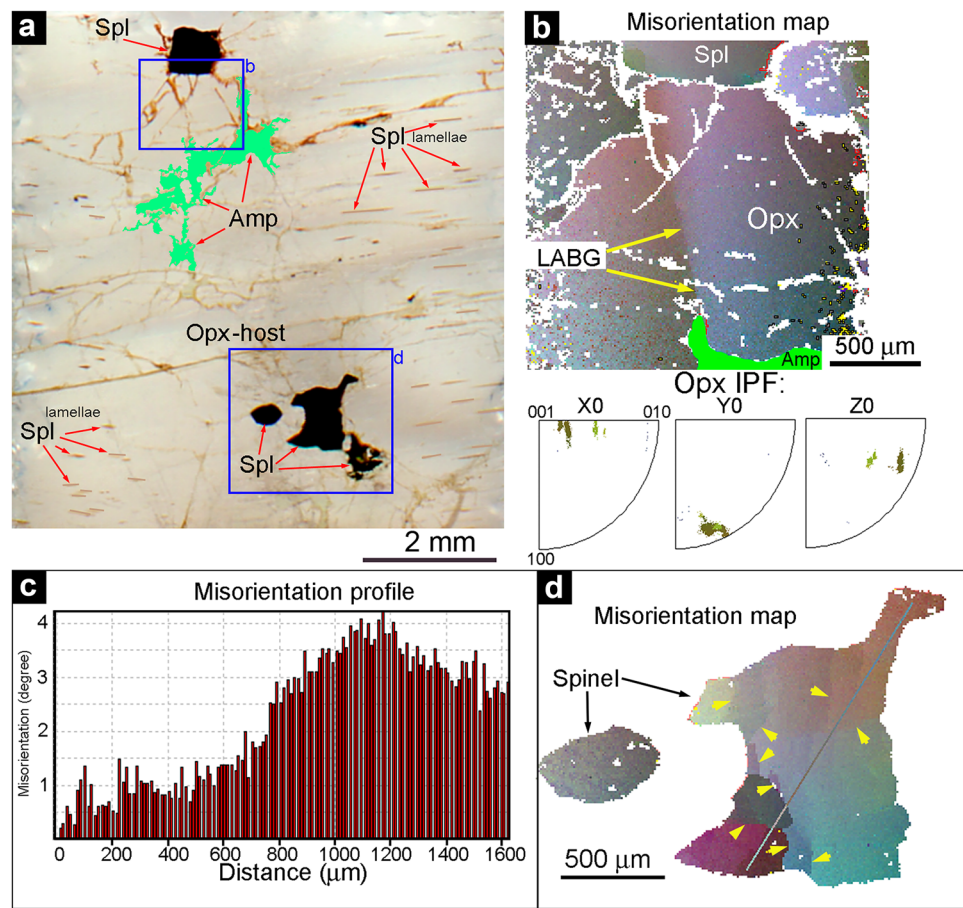 a
Spl
b
Spl lamellae
Amp
Opx-host
d
lamellae
Spl
Spl
2 mm
b
Misorientation map
Spl
Opx
LABG
Amp
500 µm
Opx IPF:
X0
Y0
Z0
001
010
100
c
Misorientation profile
Misorientation (degree)
4
3
2
1
0
200
400
600
800
1000
1200
1400
1600
Distance (µm)
d
Misorientation map
Spinel
500 µm